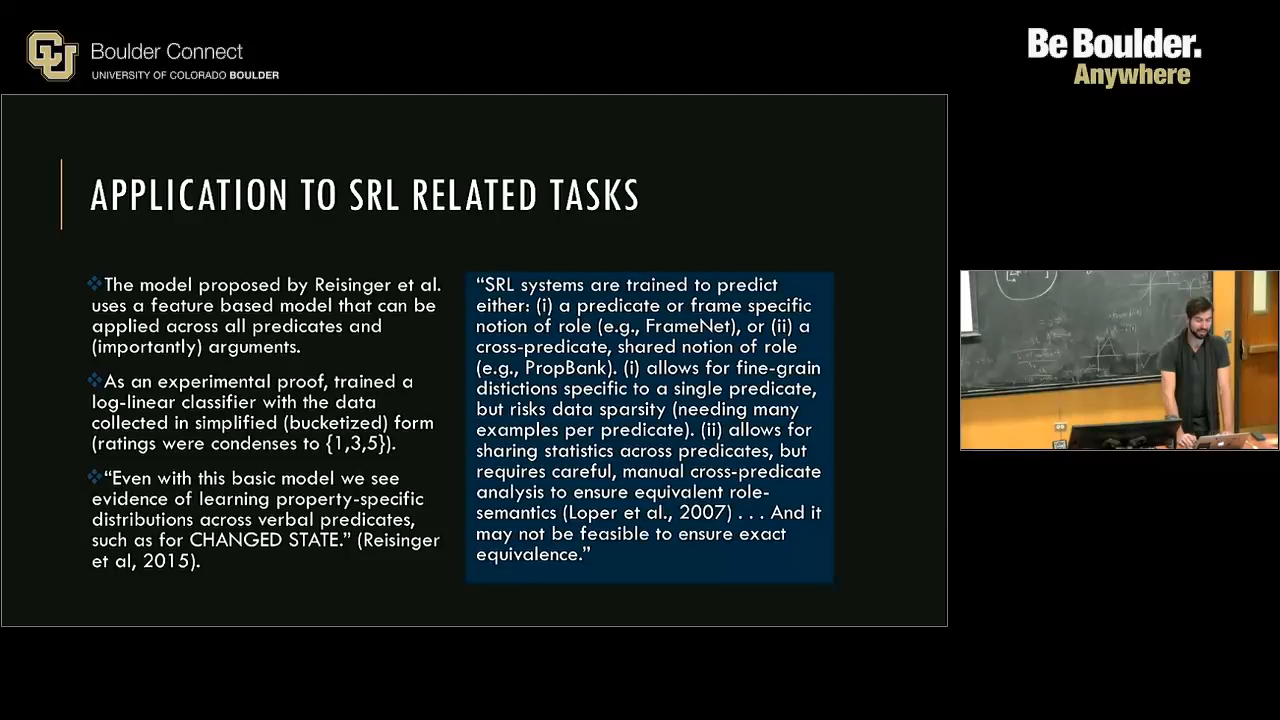 CU
Boulder Connect
UNIVERSITY OF COLORADO BOULDER
Be Boulder.
Anywhere
APPLICATION TO SRL RELATED TASKS
The model proposed by Reisinger et al.
uses a feature based model that can be
applied across all predicates and
(importantly) arguments.
As an experimental proof, trained a
log-linear classifier with the data
collected in simplified (bucketized) form
(ratings were condenses to {1,3,5}).
“Even with this basic model we see
evidence of learning property-specific
distributions across verbal predicates,
such as for CHANGED STATE.” (Reisinger
et al, 2015).
“SRL systems are trained to predict
either: (i) a predicate or frame specific
notion of role (e.g., FrameNet), or (ii) a
cross-predicate, shared notion of role
(e.g., PropBank). (i) allows for fine-grain
distictions specific to a single predicate,
but risks data sparsity (needing many
examples per predicate). (ii) allows for
sharing statistics across predicates, but
requires careful, manual cross-predicate
analysis to ensure equivalent role-
semantics (Loper et al., 2007) . . . And it
may not be feasible to ensure exact
equivalence.”